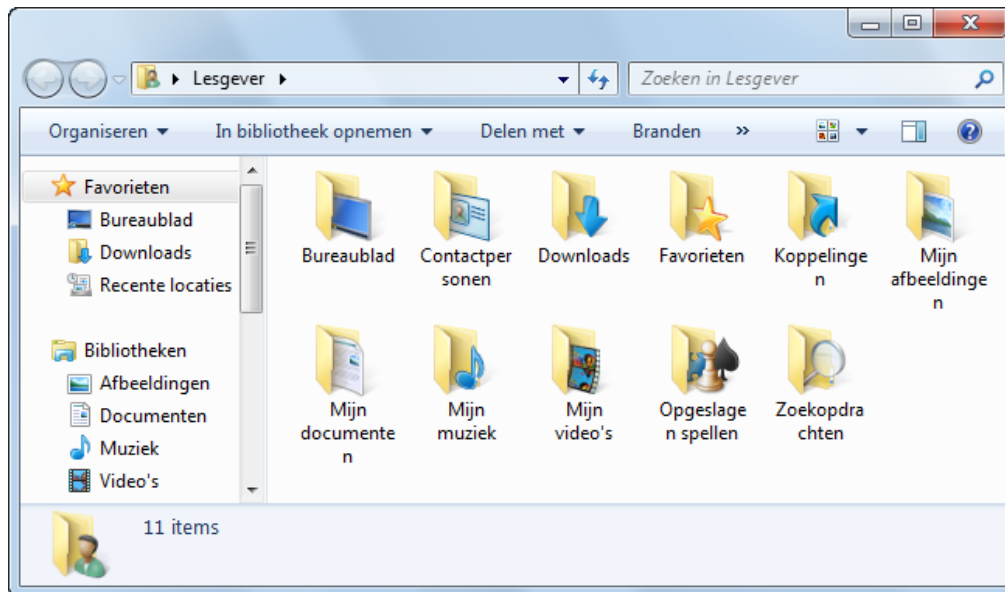 Lesgever
Zoeken in Lesgever
Organiseren
In bibliotheek opnemen
Delen met
Branden
»
Favorieten
Bureaublad
Downloads
Recente locaties
Bibliotheken
Afbeeldingen
Documenten
Muziek
Video's
Bureaublad
Contactper
sonen
Downloads
Favorieten
Koppelinge
n
Mijn
afbeeldinge
n
Mijn
documente
n
Mijn
muziek
Mijn
video's
Opgeslage
n spellen
Zoekopdra
chten
11 items